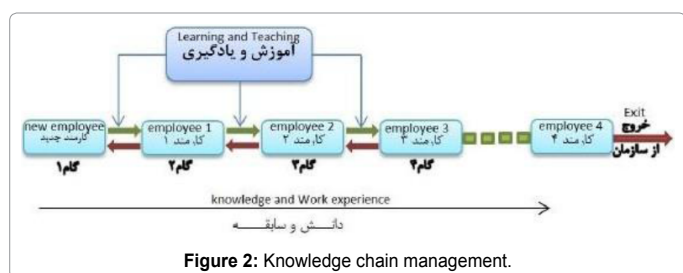 Learning and Teaching
آموزش و یادگیری
new employee
کارمند جدید
گام۱
employee 1
کارمند ۱
گام۲
employee 2
کارمند ۲
گام۳
employee 3
کارمند ۳
گام۴
employee 4
کارمند ۴
Exit
خروج
از سازمان
knowledge and Work experience
دانــش و سابقــه
Figure 2: Knowledge chain management.